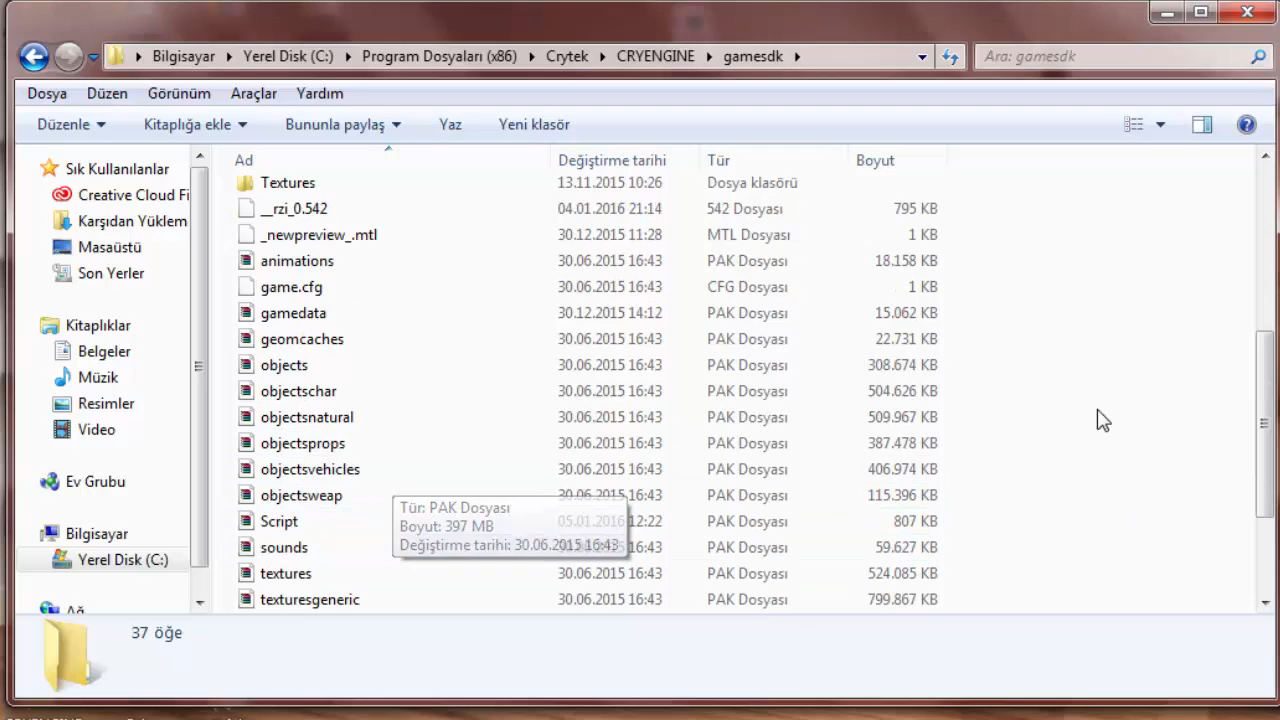 Bilgisayar Yerel Disk (C:) Program Dosyaları (x86) Crytek CRYENGINE gamesdk Ara: gamesdk
Dosya Düzen Görünüm Araçlar Yardım
Düzenle Kitaplığa ekle Bununla paylaş Yaz Yeni klasör
Sık Kullanılanlar
Creative Cloud Fi
Karşıdan Yüklem
Masaüstü
Son Yerler
Kitaplıklar
Belgeler
Müzik
Resimler
Video
Ev Grubu
Bilgisayar
Yerel Disk (C:)
Ağ
Ad Değiştirme tarihi Tür Boyut
Textures 13.11.2015 10:26 Dosya klasörü
__rzi_0.542 04.01.2016 21:14 542 Dosyası 795 KB
_newpreview_.mtl 30.12.2015 11:28 MTL Dosyası 1 KB
animations 30.06.2015 16:43 PAK Dosyası 18.158 KB
game.cfg 30.06.2015 16:43 CFG Dosyası 1 KB
gamedata 30.12.2015 14:12 PAK Dosyası 15.062 KB
geomcaches 30.06.2015 16:43 PAK Dosyası 22.731 KB
objects 30.06.2015 16:43 PAK Dosyası 308.674 KB
objectschar 30.06.2015 16:43 PAK Dosyası 504.626 KB
objectsnatural 30.06.2015 16:43 PAK Dosyası 509.967 KB
objectsprops 30.06.2015 16:43 PAK Dosyası 387.478 KB
objectsvehicles 30.06.2015 16:43 PAK Dosyası 406.974 KB
objectsweap 30.06.2015 16:43 PAK Dosyası 115.396 KB
Script 05.01.2016 12:22 PAK Dosyası 807 KB
sounds PAK Dosyası 59.627 KB
textures 30.06.2015 16:43 PAK Dosyası 524.085 KB
texturesgeneric 30.06.2015 16:43 PAK Dosyası 799.867 KB
Tür: PAK Dosyası
Boyut: 397 MB
Değiştirme tarihi: 30.06.2015 16:43
37 öğe